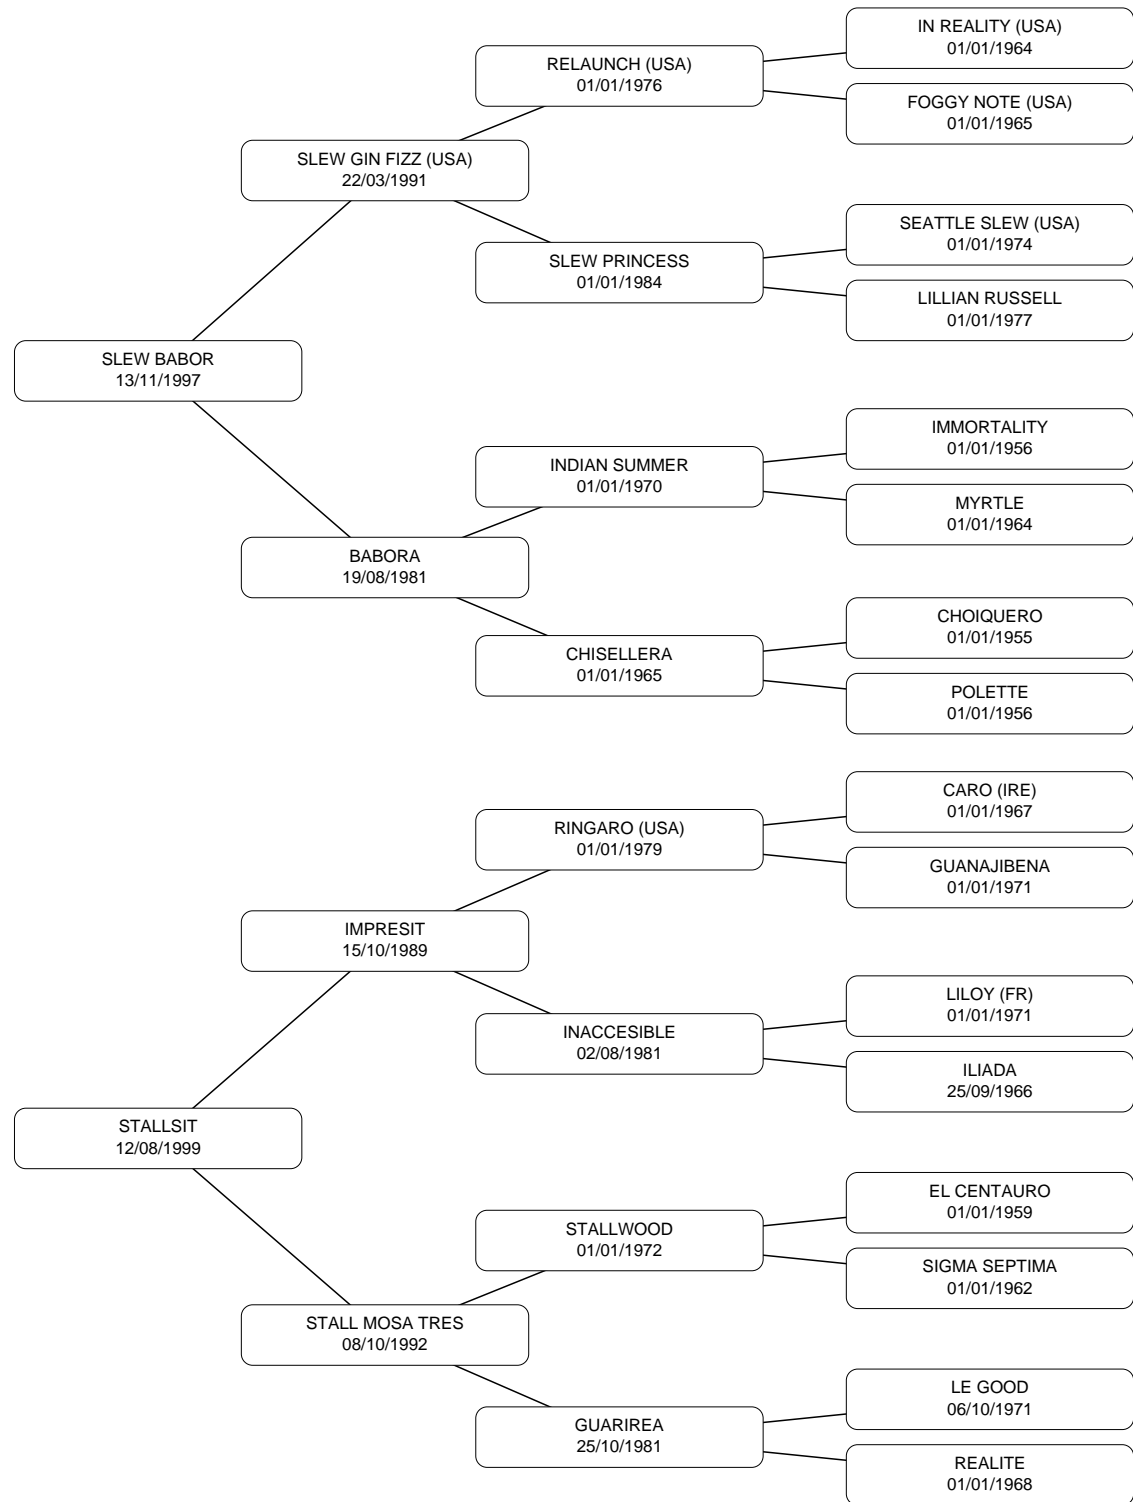 IN REALITY (USA)
01/01/1964
RELAUNCH (USA)
01/01/1976
FOGGY NOTE (USA)
01/01/1965
SLEW GIN FIZZ (USA)
22/03/1991
SEATTLE SLEW (USA)
01/01/1974
SLEW PRINCESS
01/01/1984
LILLIAN RUSSELL
01/01/1977
SLEW BABOR
13/11/1997
IMMORTALITY
01/01/1956
INDIAN SUMMER
01/01/1970
MYRTLE
01/01/1964
BABORA
19/08/1981
CHOIQUERO
01/01/1955
CHISELLERA
01/01/1965
POLETTE
01/01/1956
CARO (IRE)
01/01/1967
RINGARO (USA)
01/01/1979
GUANAJIBENA
01/01/1971
IMPRESIT
15/10/1989
LILOY (FR)
01/01/1971
INACCESIBLE
02/08/1981
ILIADA
25/09/1966
STALLSIT
12/08/1999
EL CENTAURO
01/01/1959
STALLWOOD
01/01/1972
SIGMA SEPTIMA
01/01/1962
STALL MOSA TRES
08/10/1992
LE GOOD
06/10/1971
GUARIREA
25/10/1981
REALITE
01/01/1968